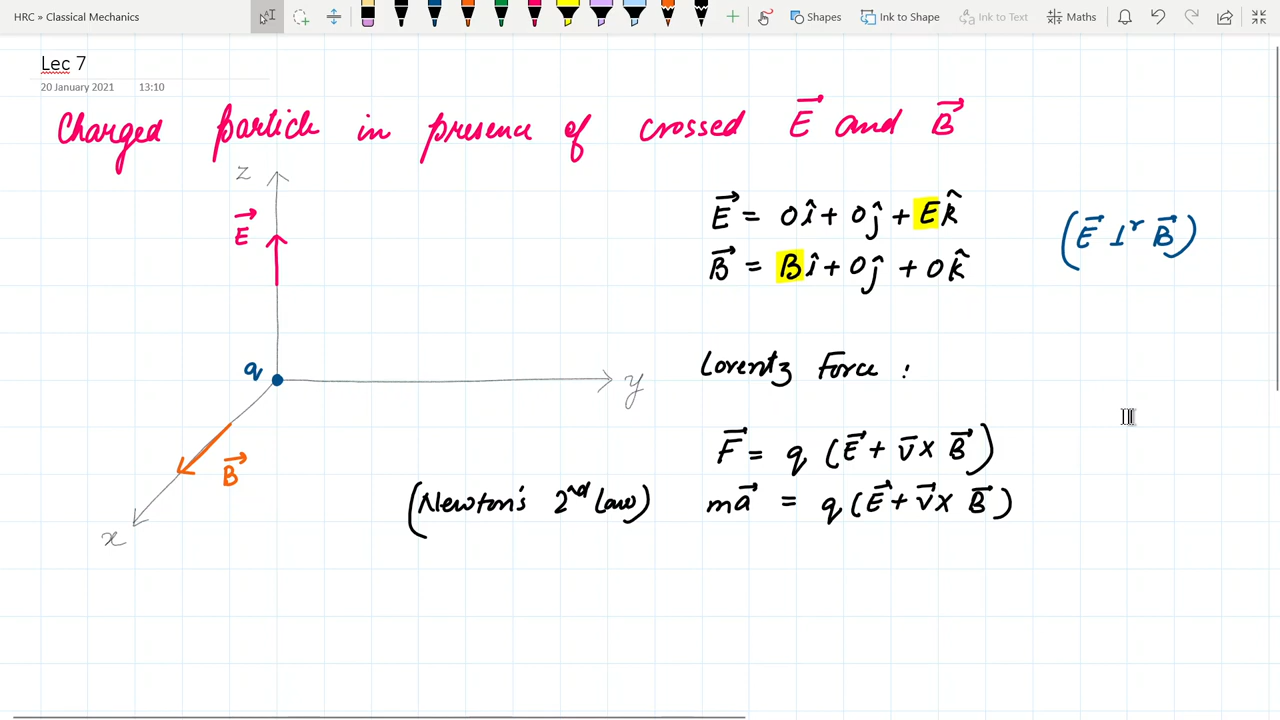 HRC » Classical Mechanics
Shapes Ink to Shape Ink to Text Maths
Lec 7
20 January 2021 13:10
Charged particle in presence of crossed E⃗ and B⃗
z
E⃗
q
y
B⃗
x
E⃗ = 0î + 0ĵ + Ek̂ (E⃗ ⊥r B⃗)
B⃗ = Bî + 0ĵ + 0k̂
Lorentz Force :
F⃗ = q (E⃗ + v⃗ × B⃗)
(Newton's 2nd Law) ma⃗ = q (E⃗ + v⃗ × B⃗)